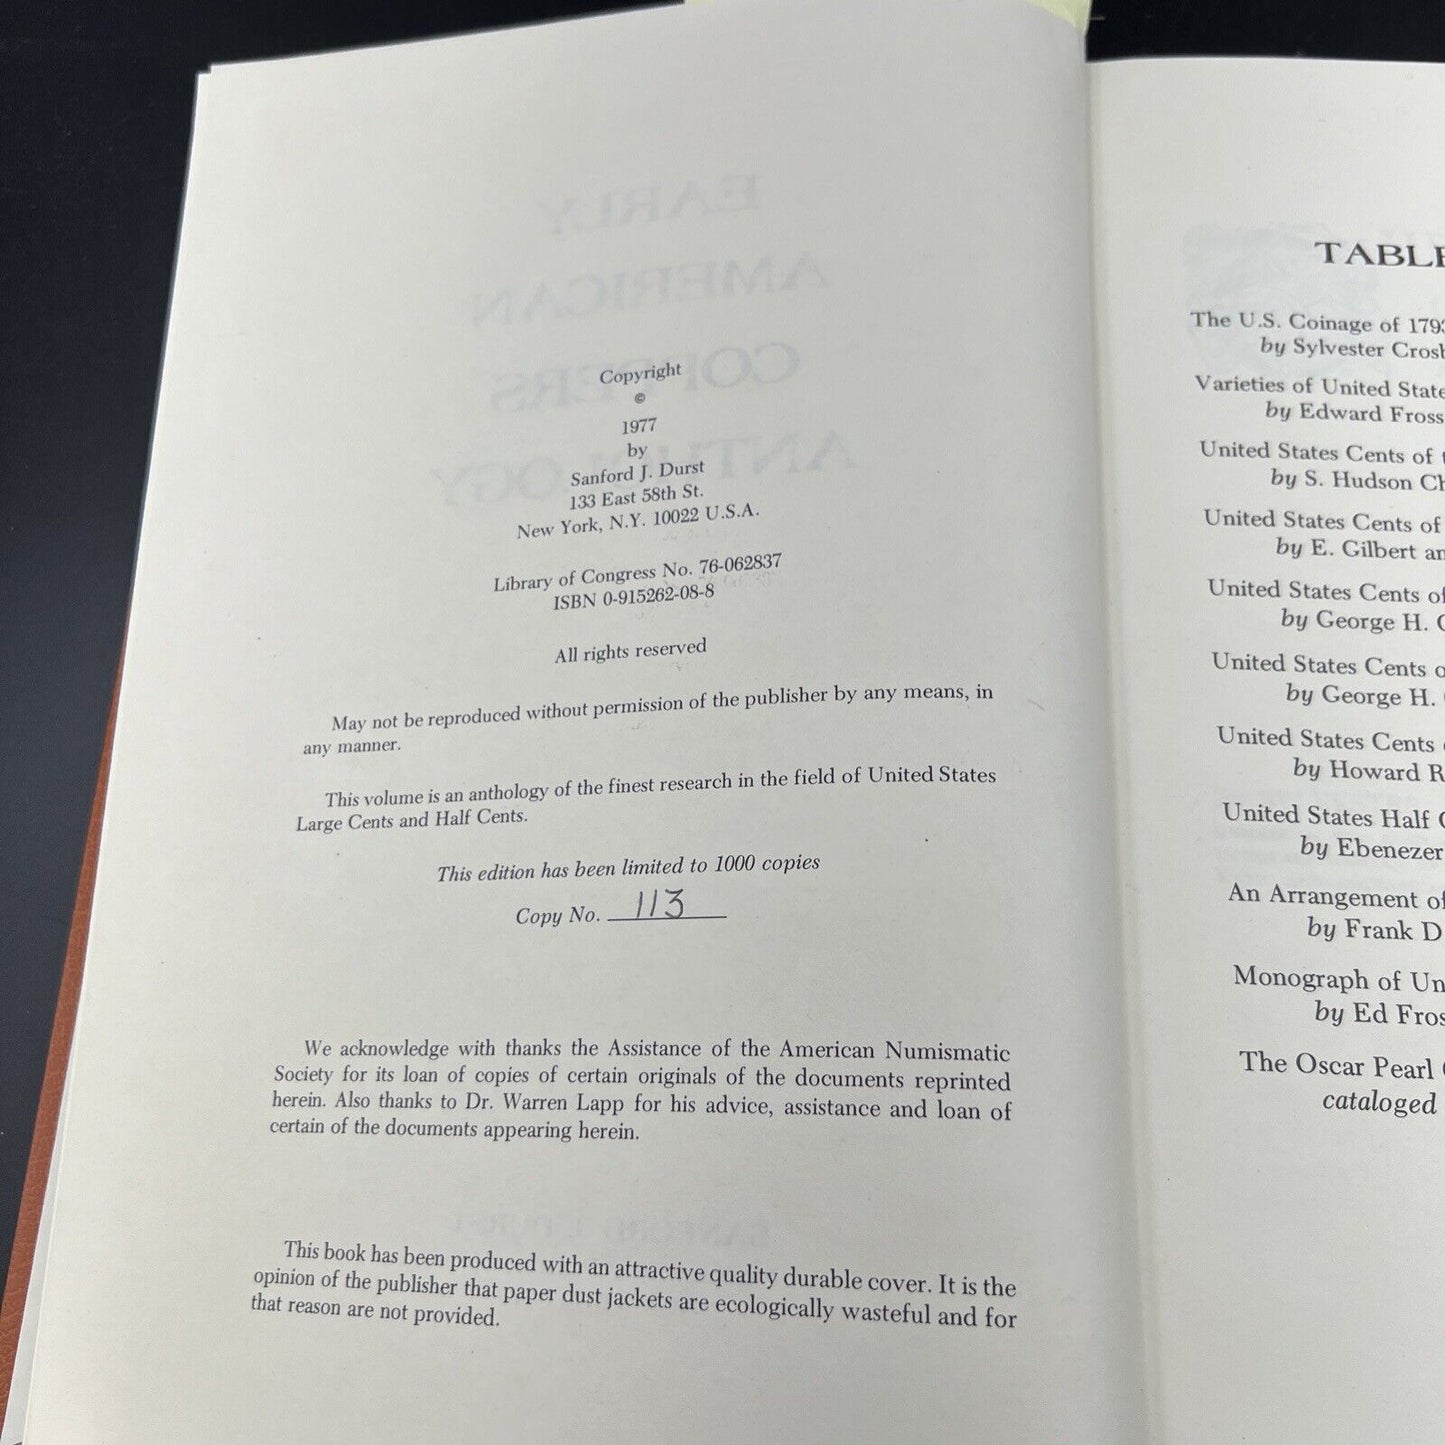 Copyright
©
1977
by
Sanford J. Durst
133 East 58th St.
New York, N.Y. 10022 U.S.A.
Library of Congress No. 76-062837
ISBN 0-915262-08-8
All rights reserved
May not be reproduced without permission of the publisher by any means, in
any manner.
This volume is an anthology of the finest research in the field of United States
Large Cents and Half Cents.
This edition has been limited to 1000 copies
Copy No. 113
We acknowledge with thanks the Assistance of the American Numismatic
Society for its loan of copies of certain originals of the documents reprinted
herein. Also thanks to Dr. Warren Lapp for his advice, assistance and loan of
certain of the documents appearing herein.
This book has been produced with an attractive quality durable cover. It is the
opinion of the publisher that paper dust jackets are ecologically wasteful and for
that reason are not provided.
TABLE
The U.S. Coinage of 1793
by Sylvester Crosb
Varieties of United State
by Edward Fross
United States Cents of
by S. Hudson Ch
United States Cents of
by E. Gilbert an
United States Cents of
by George H.
United States Cents o
by George H.
United States Cents
by Howard R
United States Half
by Ebenezer
An Arrangement of
by Frank D
Monograph of Un
by Ed Fros
The Oscar Pearl
cataloged